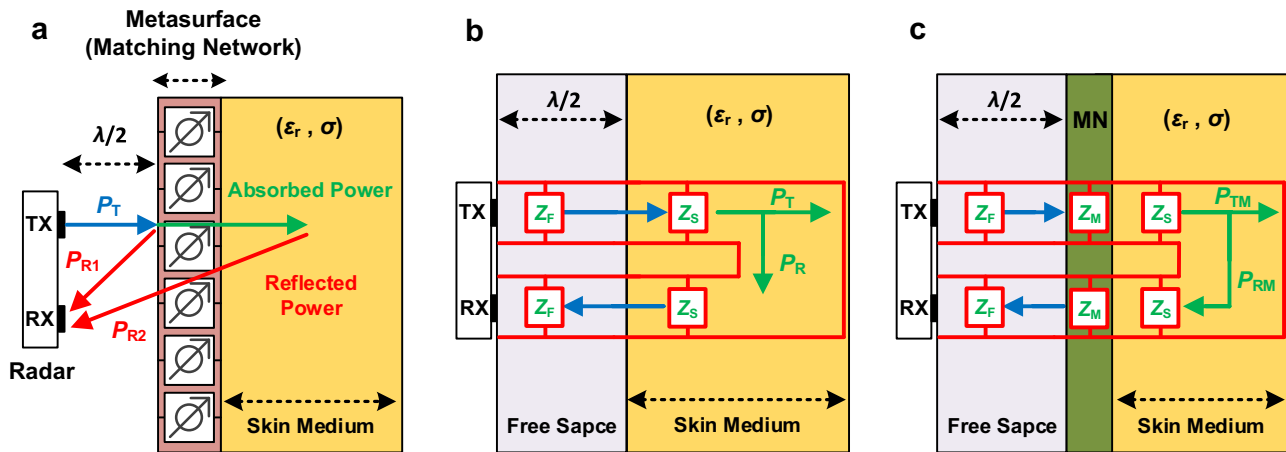 a
Metasurface
(Matching Network)
λ/2
(εr , σ)
Absorbed Power
PT
TX
PR1
Reflected
Power
RX
PR2
Radar
Skin Medium
b
λ/2
(εr , σ)
TX
ZF
ZS
PT
PR
RX
ZF
ZS
Free Sapce
Skin Medium
c
λ/2
MN
(εr , σ)
TX
ZF
ZM
ZS
PTM
PRM
RX
ZF
ZM
ZS
Free Sapce
Skin Medium